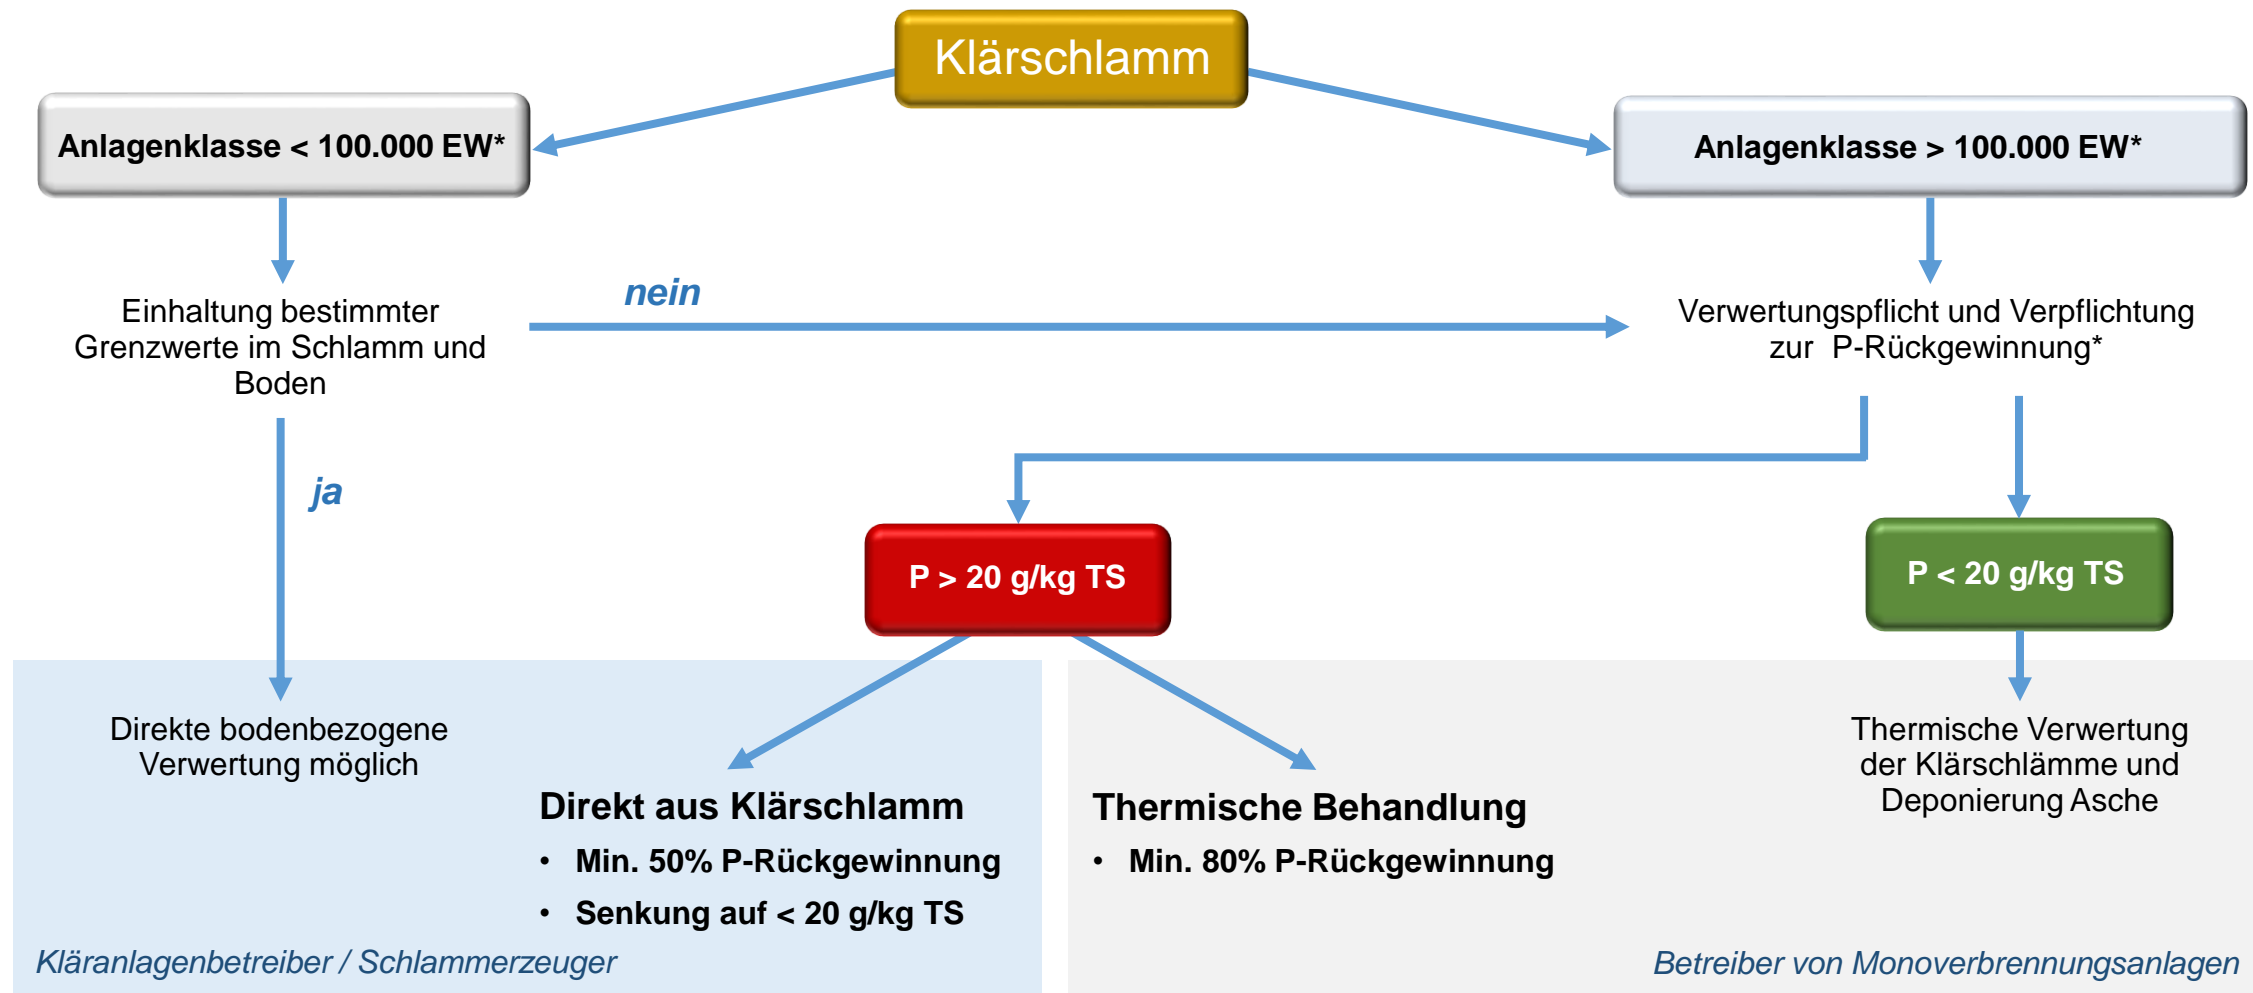 Klärschlamm
Anlagenklasse < 100.000 EW*
Anlagenklasse > 100.000 EW*
nein
Einhaltung bestimmter
Grenzwerte im Schlamm und
Boden
Verwertungspflicht und Verpflichtung
zur P-Rückgewinnung*
ja
P > 20 g/kg TS
P < 20 g/kg TS
Direkte bodenbezogene
Verwertung möglich
Direkt aus Klärschlamm
• Min. 50% P-Rückgewinnung
• Senkung auf < 20 g/kg TS
Thermische Behandlung
• Min. 80% P-Rückgewinnung
Thermische Verwertung
der Klärschlämme und
Deponierung Asche
Kläranlagenbetreiber / Schlammerzeuger
Betreiber von Monoverbrennungsanlagen